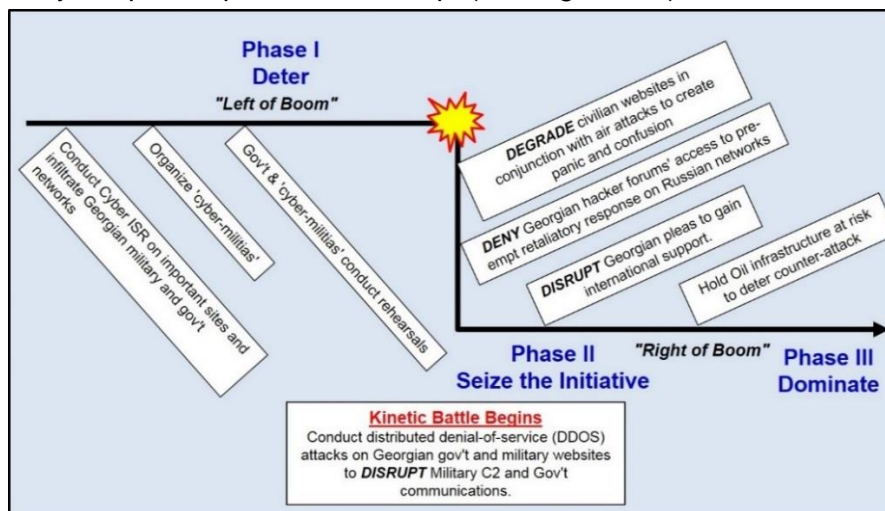 Phase I
Deter
"Left of Boom"
Conduct Cyber ISR on important sites and
infiltrate Georgian military and gov't
networks
Organize 'cyber-militias'
Gov't & 'cyber-militias' conduct rehearsals
DEGRADE civilian websites in
conjunction with air attacks to create
panic and confusion
DENY Georgian hacker forums' access to pre-
empt retaliatory response on Russian networks
DISRUPT Georgian pleas to gain
international support.
Hold Oil infrastructure at risk
to deter counter-attack
Phase II
Seize the Initiative
"Right of Boom"
Phase III
Dominate
Kinetic Battle Begins
Conduct distributed denial-of-service (DDOS)
attacks on Georgian gov't and military websites
to DISRUPT Military C2 and Gov't
communications.